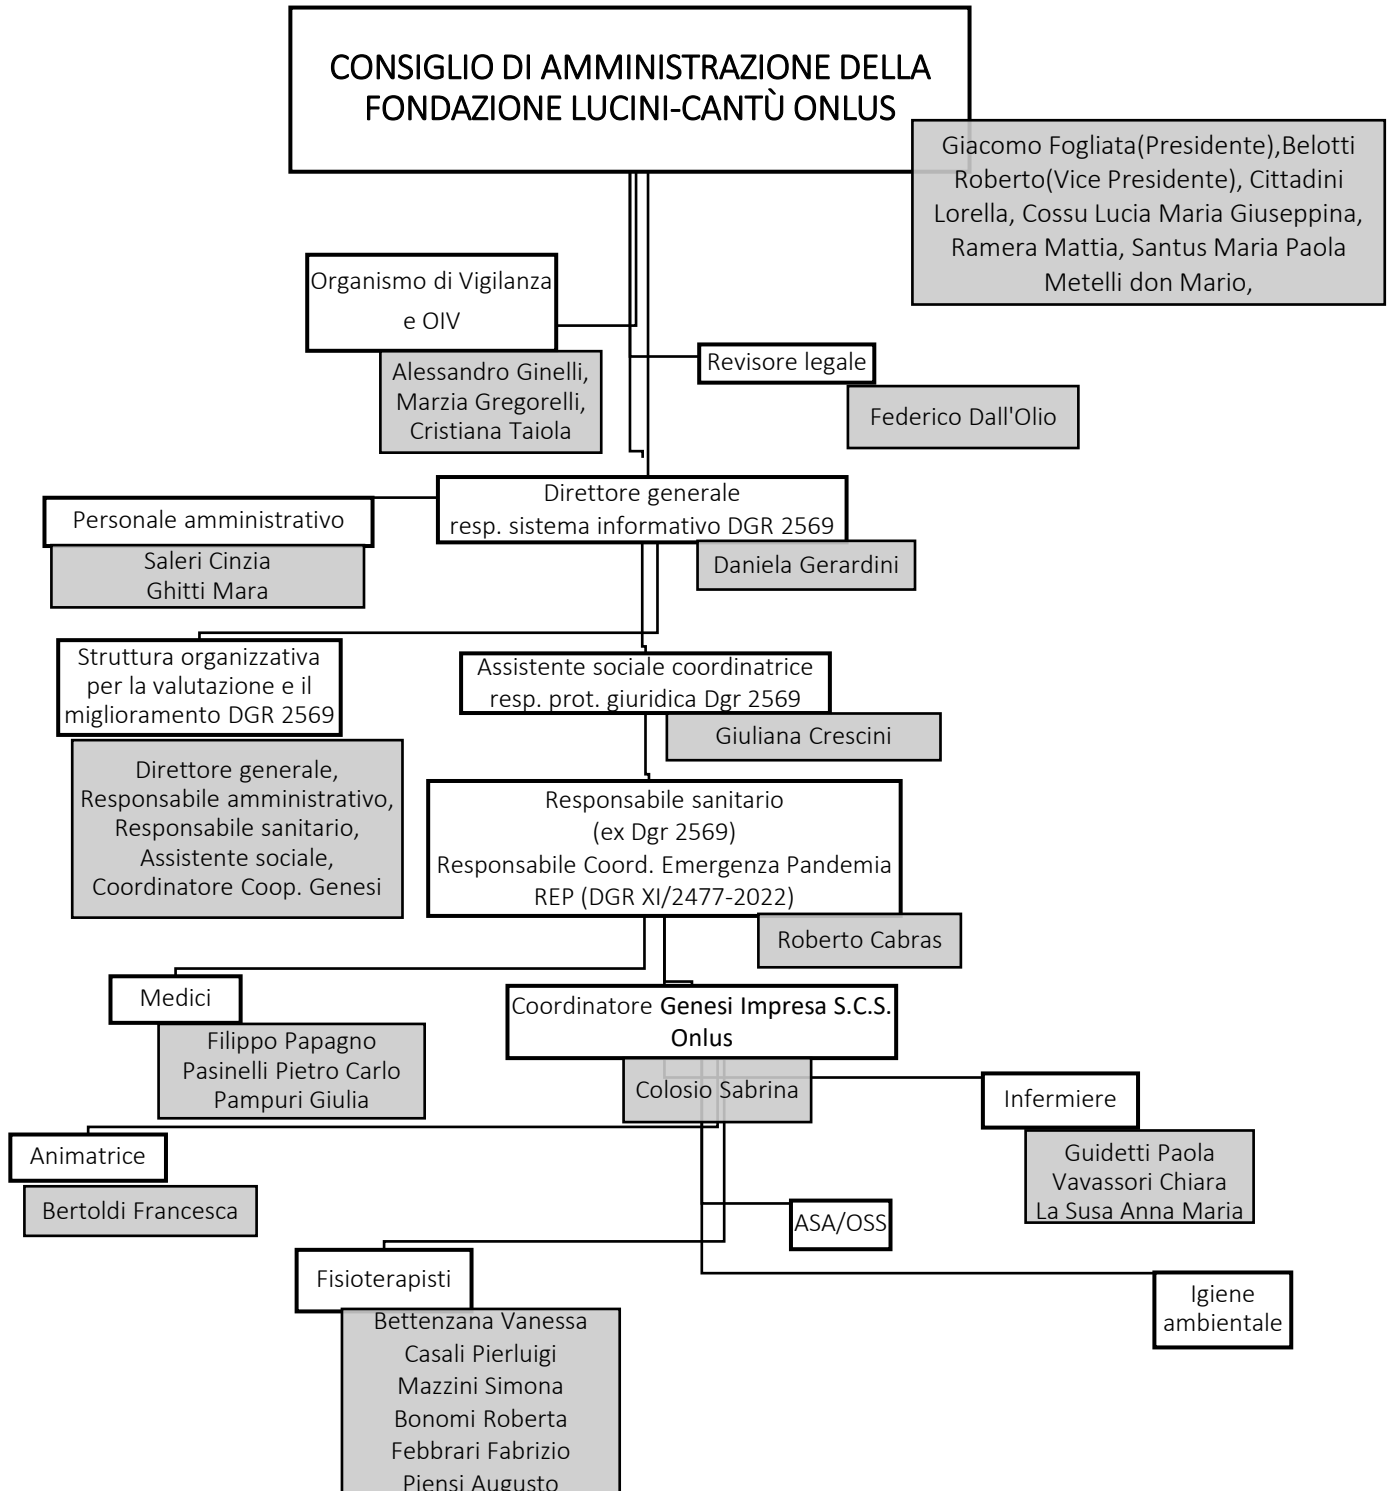 CONSIGLIO DI AMMINISTRAZIONE DELLA
FONDAZIONE LUCINI-CANTÙ ONLUS
Giacomo Fogliata(Presidente),Belotti
Roberto(Vice Presidente), Cittadini
Lorella, Cossu Lucia Maria Giuseppina,
Ramera Mattia, Santus Maria Paola
Metelli don Mario,
Organismo di Vigilanza
e OIV
Alessandro Ginelli,
Marzia Gregorelli,
Cristiana Taiola
Revisore legale
Federico Dall'Olio
Direttore generale
resp. sistema informativo DGR 2569
Daniela Gerardini
Personale amministrativo
Saleri Cinzia
Ghitti Mara
Struttura organizzativa
per la valutazione e il
miglioramento DGR 2569
Direttore generale,
Responsabile amministrativo,
Responsabile sanitario,
Assistente sociale,
Coordinatore Coop. Genesi
Assistente sociale coordinatrice
resp. prot. giuridica Dgr 2569
Giuliana Crescini
Responsabile sanitario
(ex Dgr 2569)
Responsabile Coord. Emergenza Pandemia
REP (DGR XI/2477-2022)
Roberto Cabras
Medici
Filippo Papagno
Pasinelli Pietro Carlo
Pampuri Giulia
Coordinatore Genesi Impresa S.C.S.
Onlus
Colosio Sabrina
Infermiere
Guidetti Paola
Vavassori Chiara
La Susa Anna Maria
Animatrice
Bertoldi Francesca
ASA/OSS
Fisioterapisti
Bettenzana Vanessa
Casali Pierluigi
Mazzini Simona
Bonomi Roberta
Febbrari Fabrizio
Piensi Augusto
Igiene
ambientale